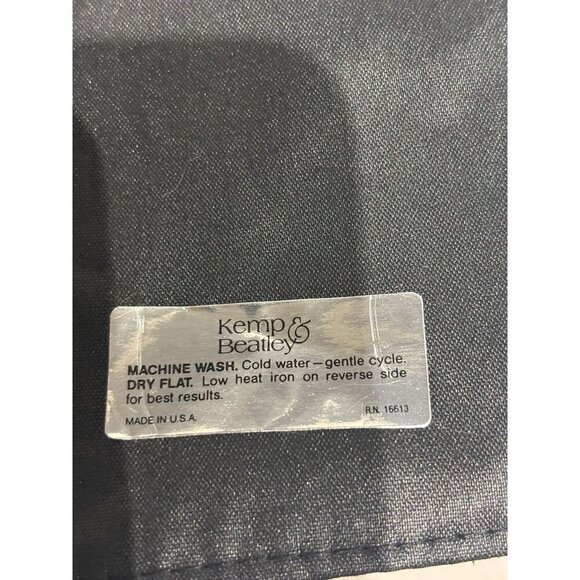 Kemp &
Beatley
MACHINE WASH. Cold water—gentle cycle.
DRY FLAT. Low heat iron on reverse side
for best results.
MADE IN U.S.A. R.N. 16613